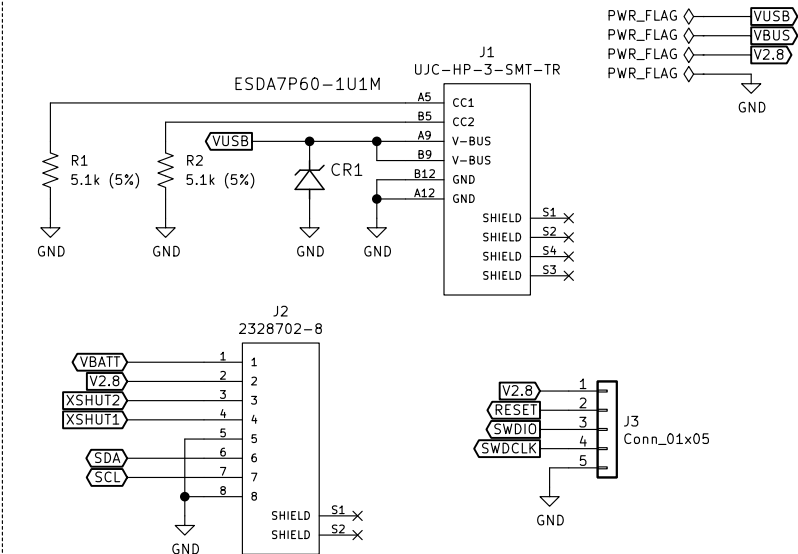 PWR_FLAG VUSB
PWR_FLAG VBUS
PWR_FLAG V2.8
PWR_FLAG
GND
J1
UJC-HP-3-SMT-TR
ESDA7P60-1U1M
A5 CC1
B5 CC2
VUSB A9 V-BUS
B9 V-BUS
R1
5.1k (5%)
R2
5.1k (5%)
CR1
B12 GND
A12 GND
SHIELD S1
SHIELD S2
SHIELD S4
SHIELD S3
GND GND GND GND
J2
2328702-8
VBATT 1 1
V2.8 2 2
XSHUT2 3 3
XSHUT1 4 4
5 5
SDA 6 6
SCL 7 7
8 8
SHIELD S1
SHIELD S2
GND
V2.8 1
RESET 2
SWDIO 3
SWDCLK 4
5
J3
Conn_01x05
GND